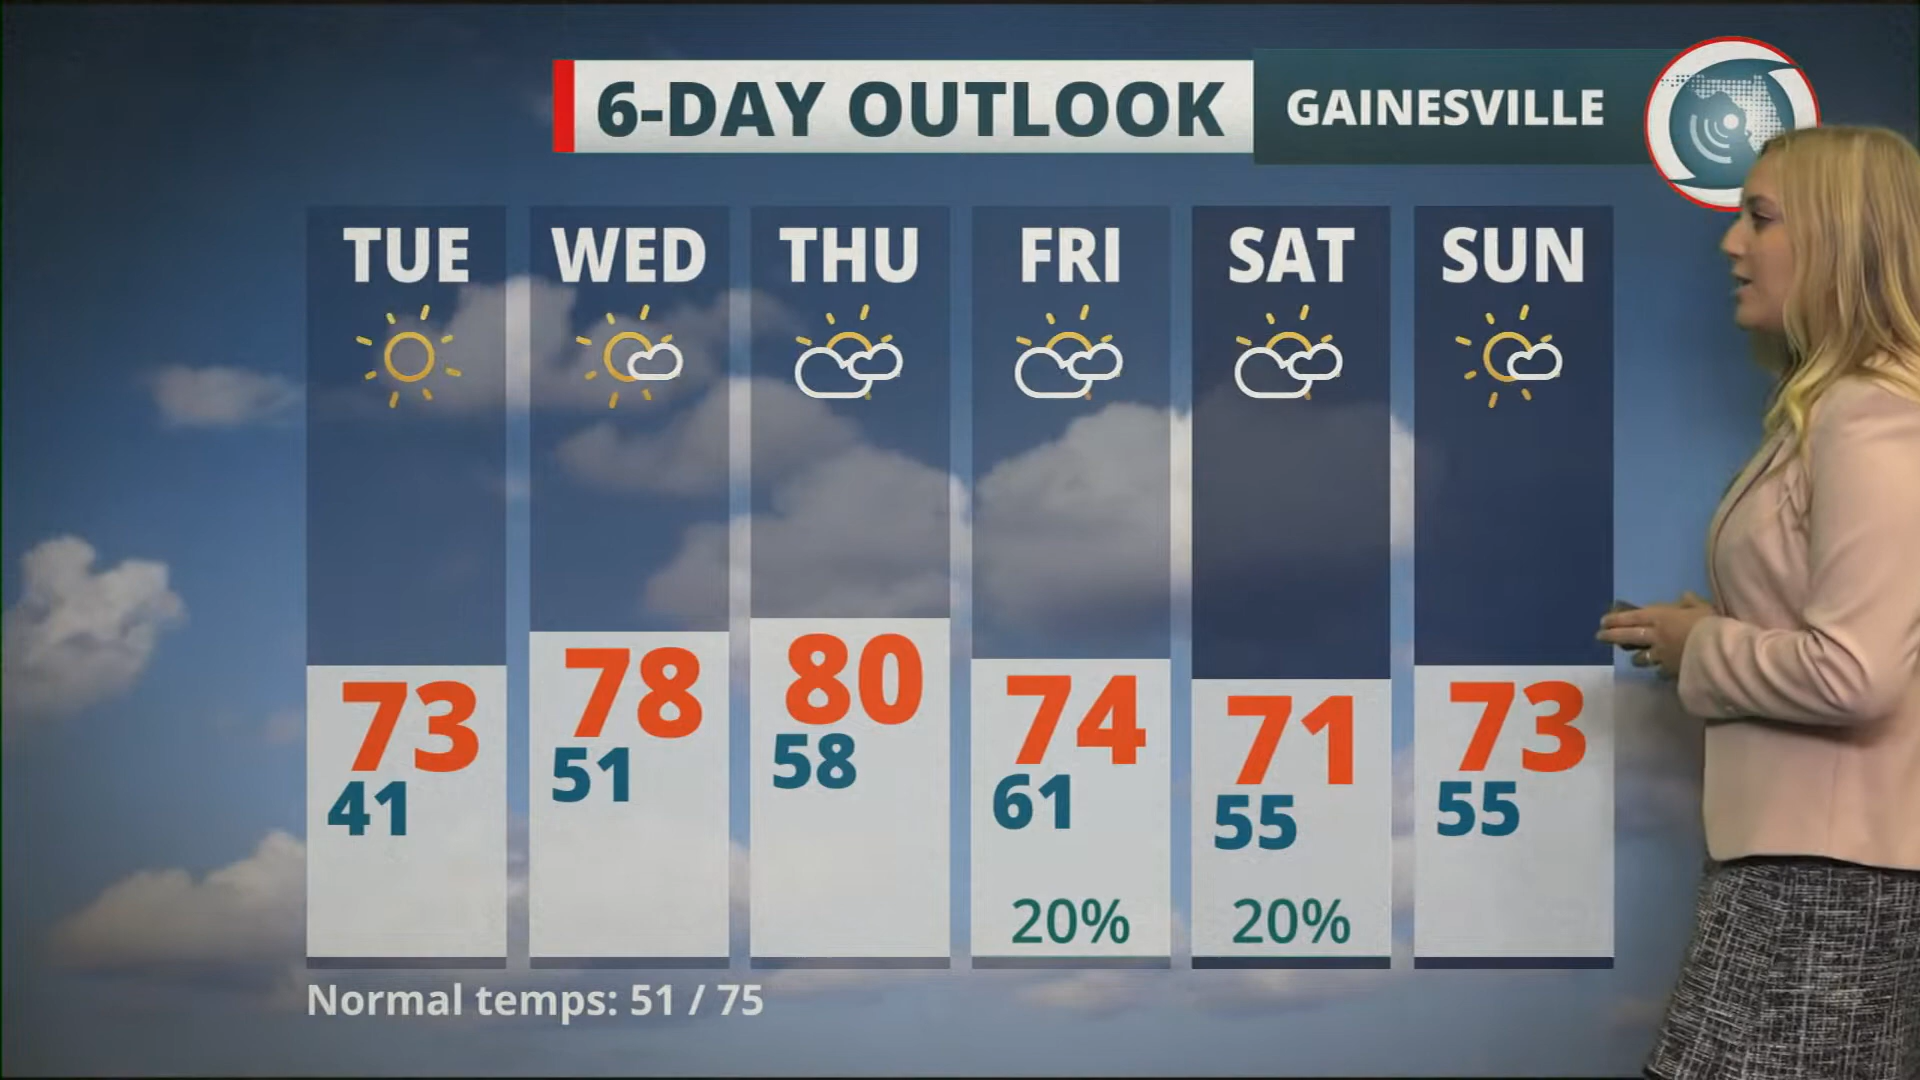 6-DAY OUTLOOK
GAINESVILLE
TUE WED THU FRI SAT SUN
73 78 80 74 71 73
41 51 58 61 55 55
20% 20%
Normal temps: 51 / 75